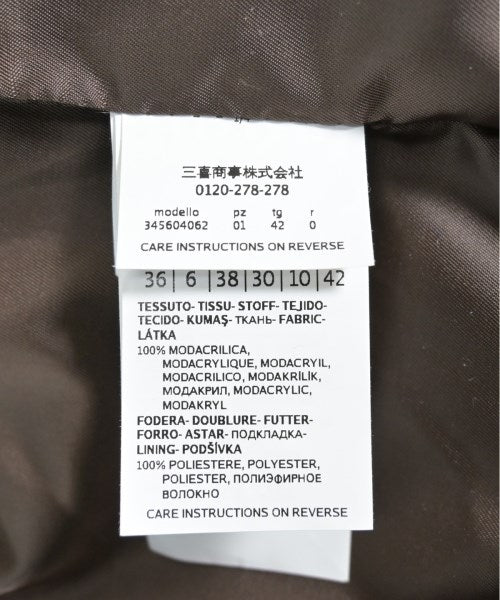 三喜商事株式会社
0120-278-278
modello pz tg r
345604062 01 42 0
CARE INSTRUCTIONS ON REVERSE
36 | 6 | 38 | 30 | 10 | 42
TESSUTO- TISSU- STOFF- TEJIDO-
TECIDO- KUMAŞ- ТКАНЬ- FABRIC-
LÁTKA
100% MODACRILICA,
MODACRYLIQUE, MODACRYIL,
MODACRILICO, MODAKRİLİK,
МОДАКРИЛ, MODACRYLIC,
MODAKRYL
FODERA- DOUBLURE- FUTTER-
FORRO- ASTAR- ПОДКЛАДКА-
LINING- PODŠÍVKA
100% POLIESTERE, POLYESTER,
POLIESTER, ПОЛИЭФИРНОЕ
ВОЛОКНО
CARE INSTRUCTIONS ON REVERSE